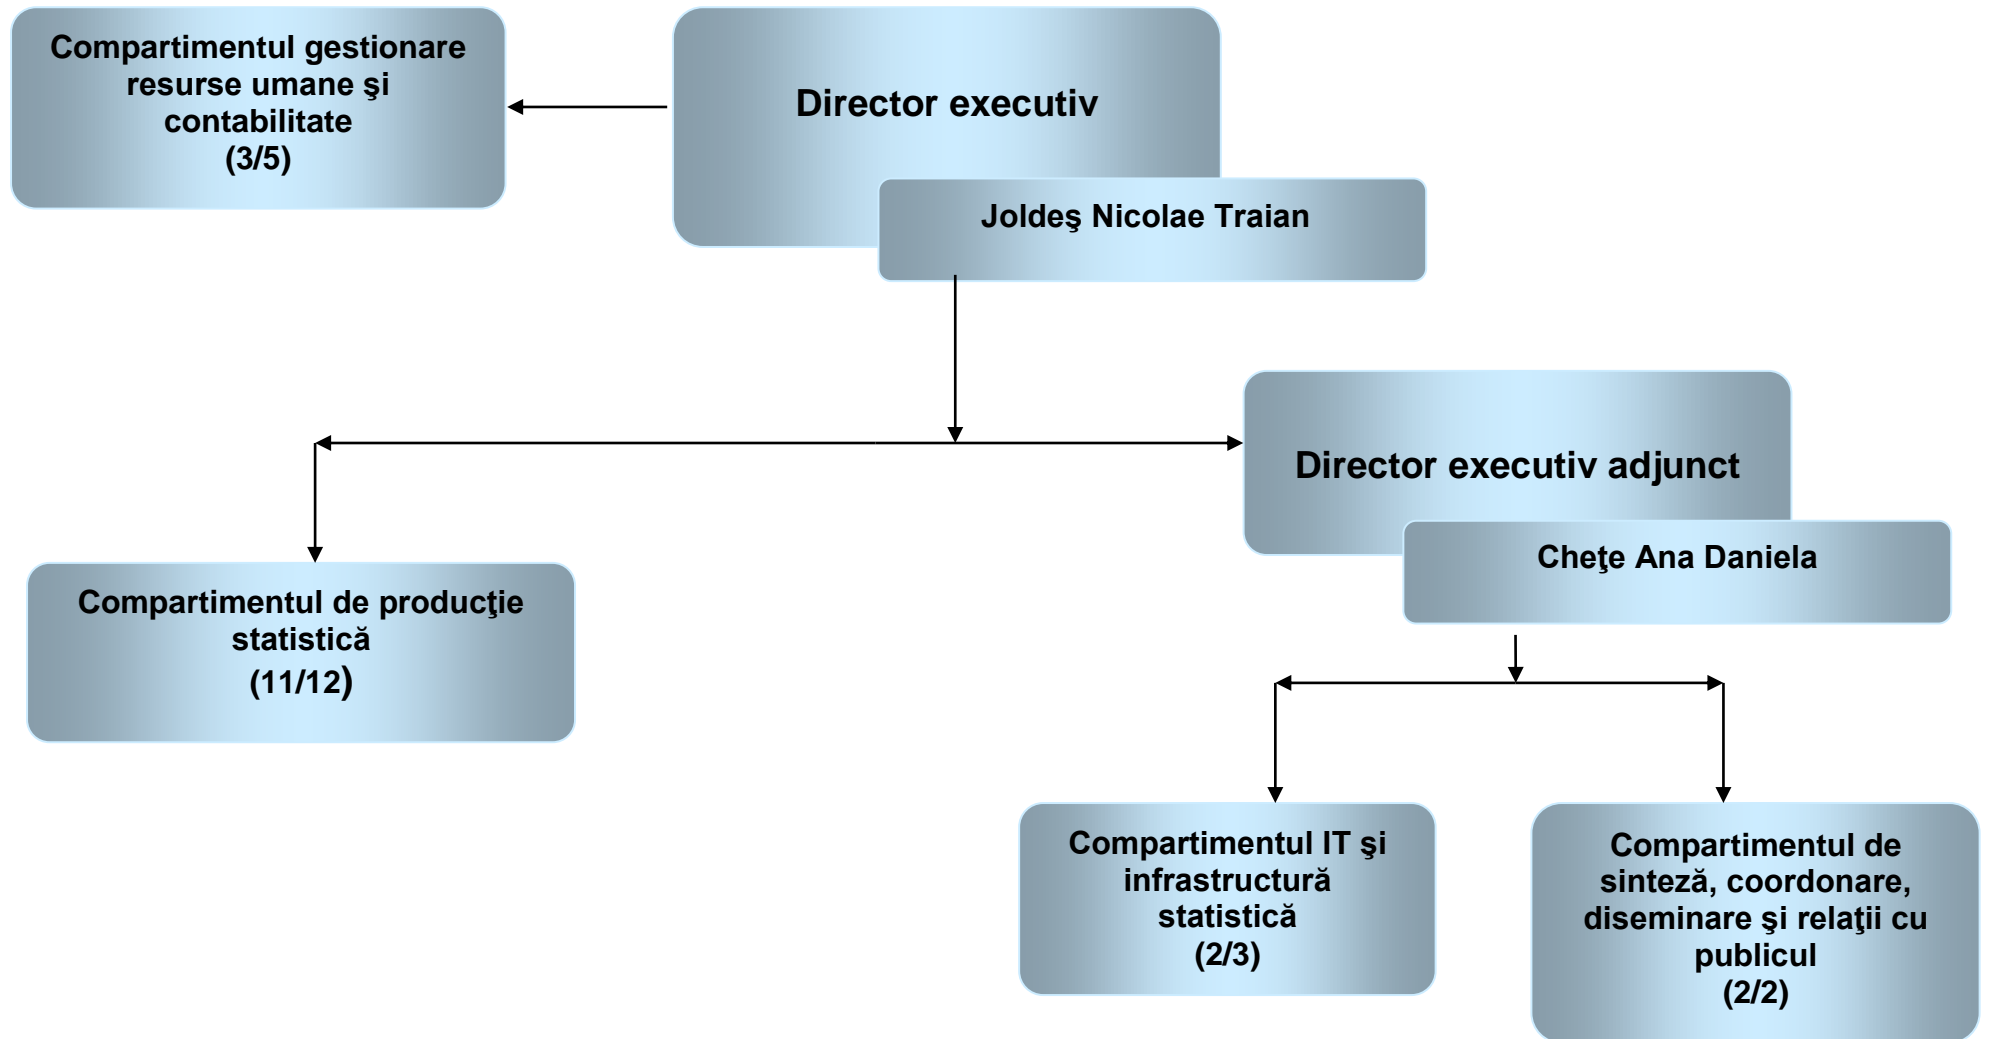 Compartimentul gestionare
resurse umane şi
contabilitate
(3/5)
Director executiv
Joldeş Nicolae Traian
Director executiv adjunct
Cheţe Ana Daniela
Compartimentul de producţie
statistică
(11/12)
Compartimentul IT şi
infrastructură
statistică
(2/3)
Compartimentul de
sinteză, coordonare,
diseminare şi relaţii cu
publicul
(2/2)